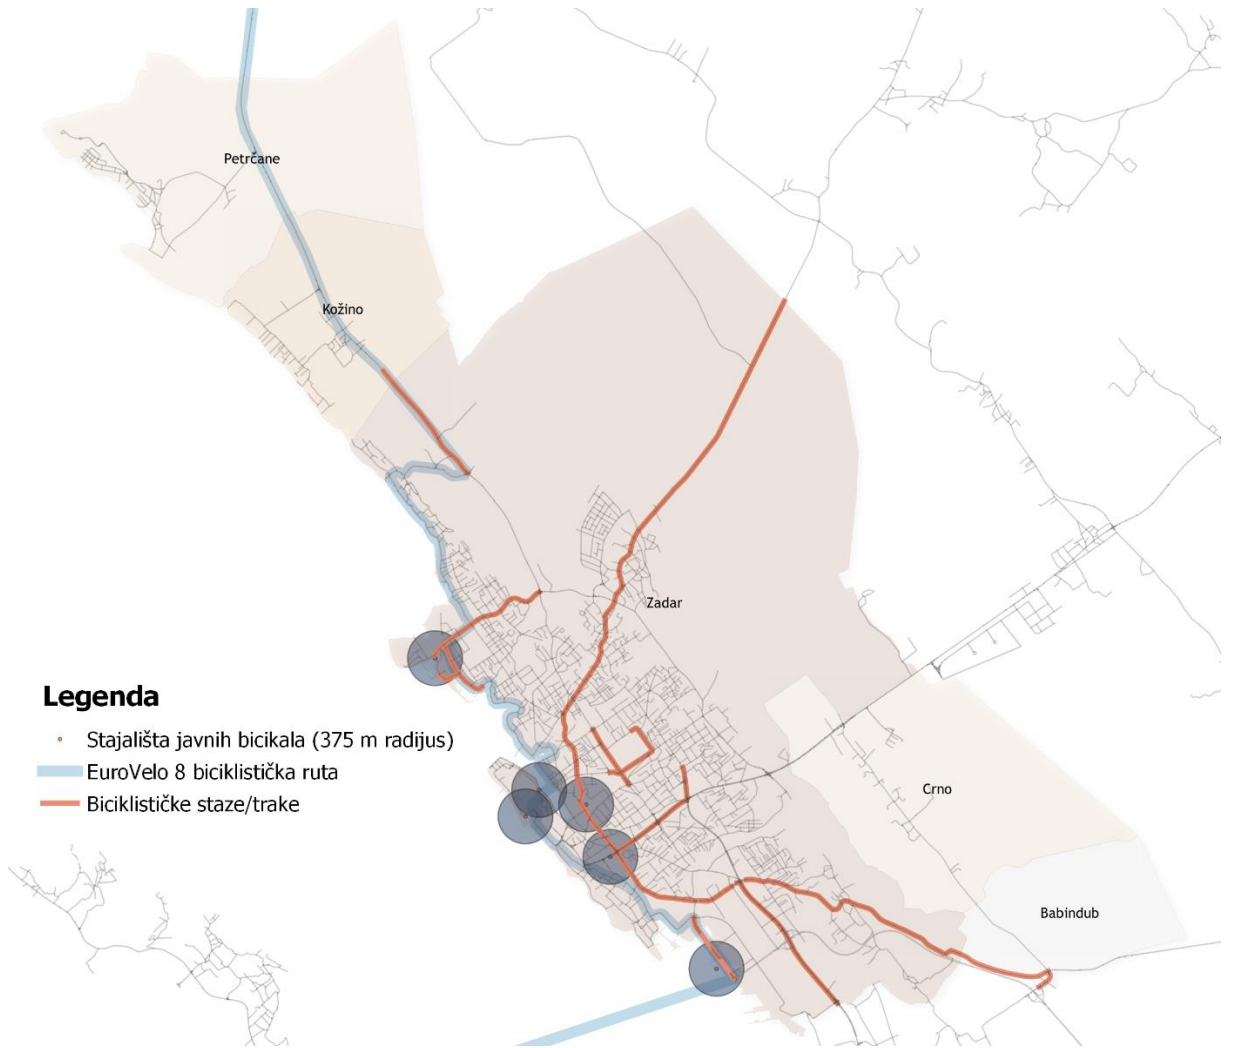 Petrčane
Kožino
Zadar
Legenda
Stajališta javnih bicikala (375 m radijus)
EuroVelo 8 biciklistička ruta
Biciklističke staze/trake
Crno
Babindub